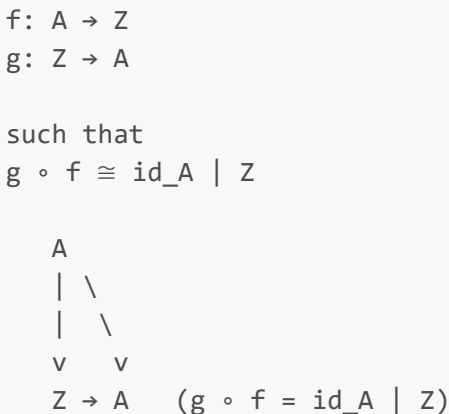 f: A → Z
g: Z → A
such that
g ∘ f ≅ id_A | Z
A
| \
|  \
v   v
Z → A   (g ∘ f = id_A | Z)